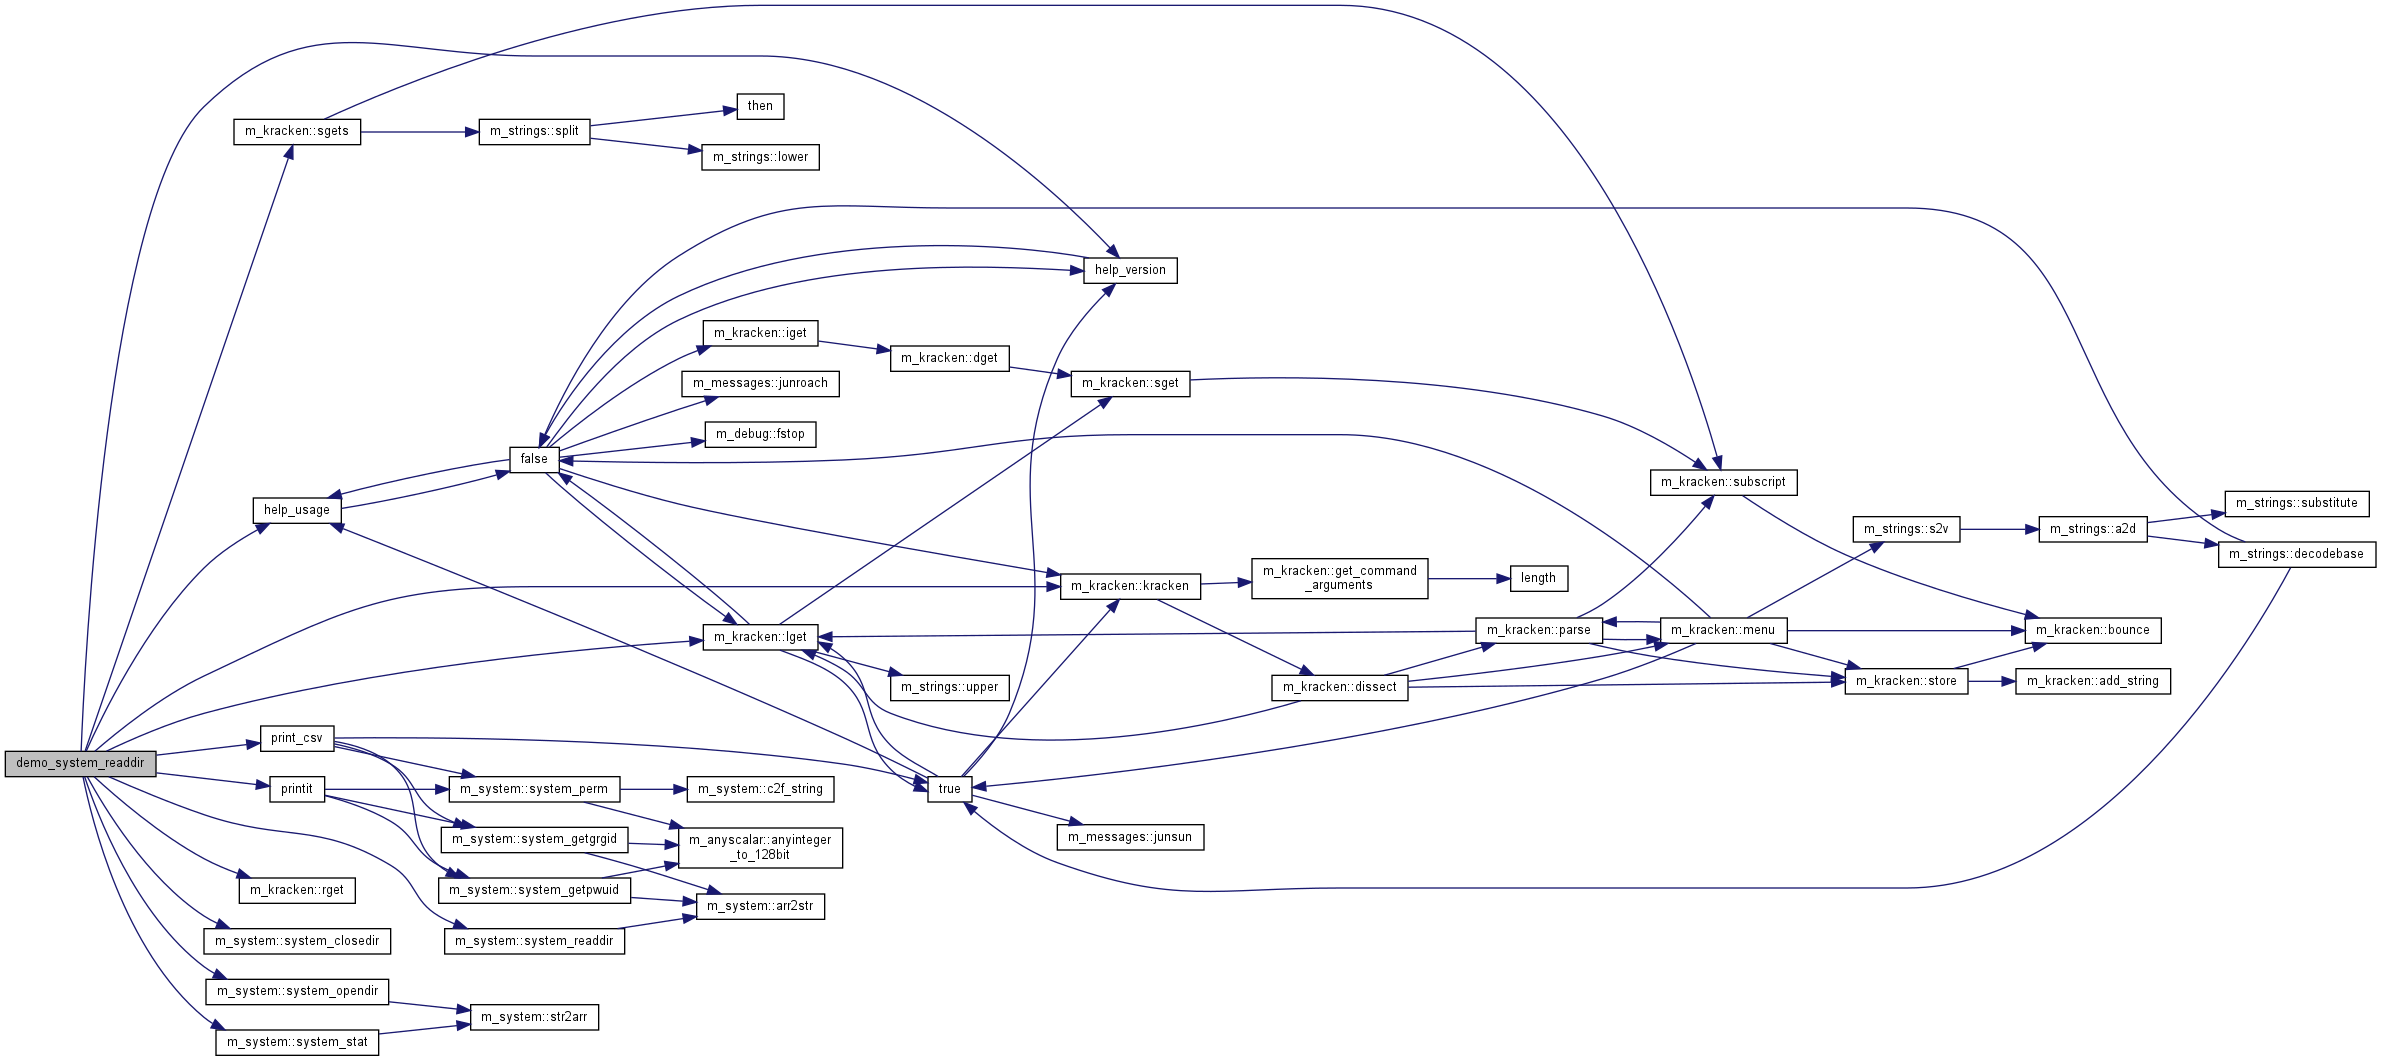 then
m_kracken::sgets
m_strings::split
m_strings::lower
help_version
m_kracken::iget
m_kracken::dget
m_messages::junroach
m_kracken::sget
m_debug::fstop
false
m_kracken::subscript
help_usage
m_strings::substitute
m_strings::s2v
m_strings::a2d
m_strings::decodebase
m_kracken::get_command
_arguments
length
m_kracken::kracken
m_kracken::lget
m_kracken::parse
m_kracken::menu
m_kracken::bounce
m_strings::upper
m_kracken::dissect
m_kracken::store
m_kracken::add_string
print_csv
demo_system_readdir
printit
m_system::system_perm
m_system::c2f_string
true
m_system::system_getgrgid
m_anyscalar::anyinteger
_to_128bit
m_messages::junsun
m_kracken::rget
m_system::system_getpwuid
m_system::arr2str
m_system::system_closedir
m_system::system_readdir
m_system::system_opendir
m_system::str2arr
m_system::system_stat